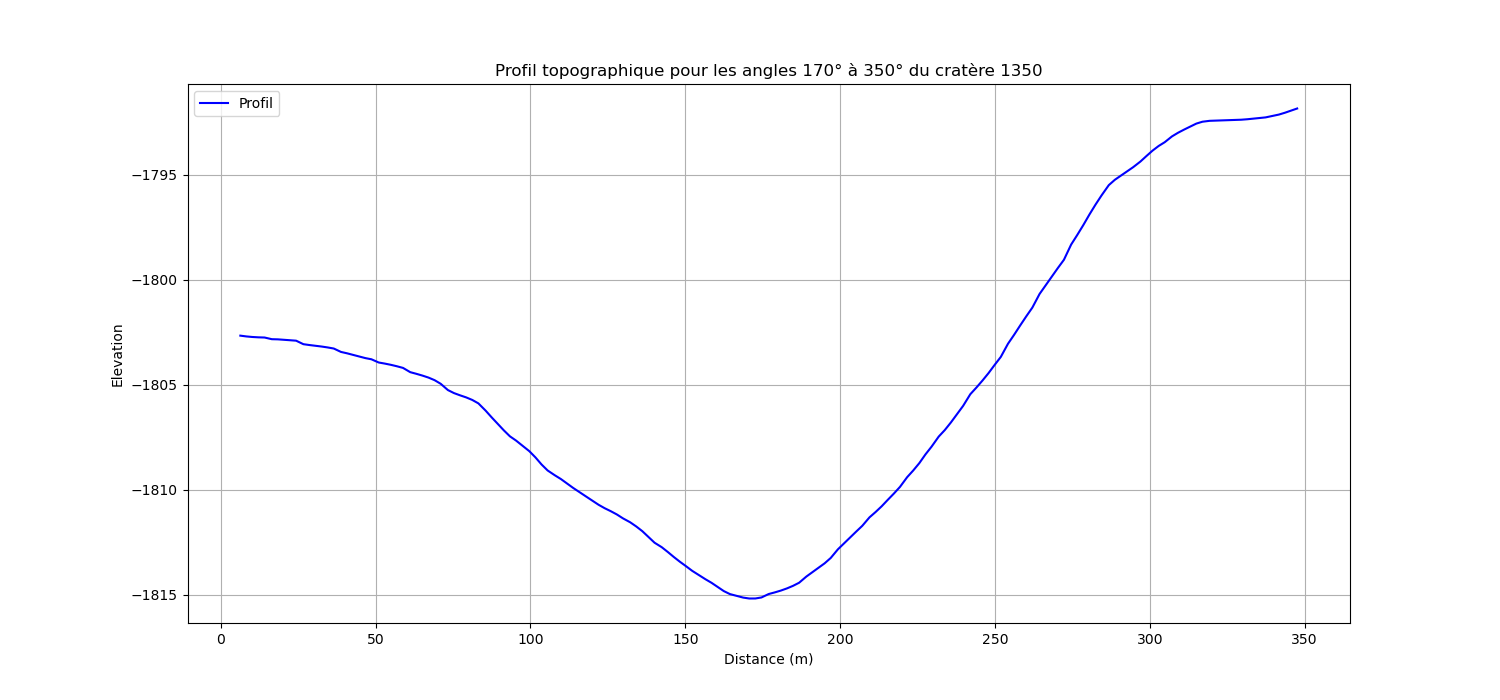 Profil topographique pour les angles 170° à 350° du cratère 1350
Profil
Elevation
−1795
−1800
−1805
−1810
−1815
0 50 100 150 200 250 300 350
Distance (m)